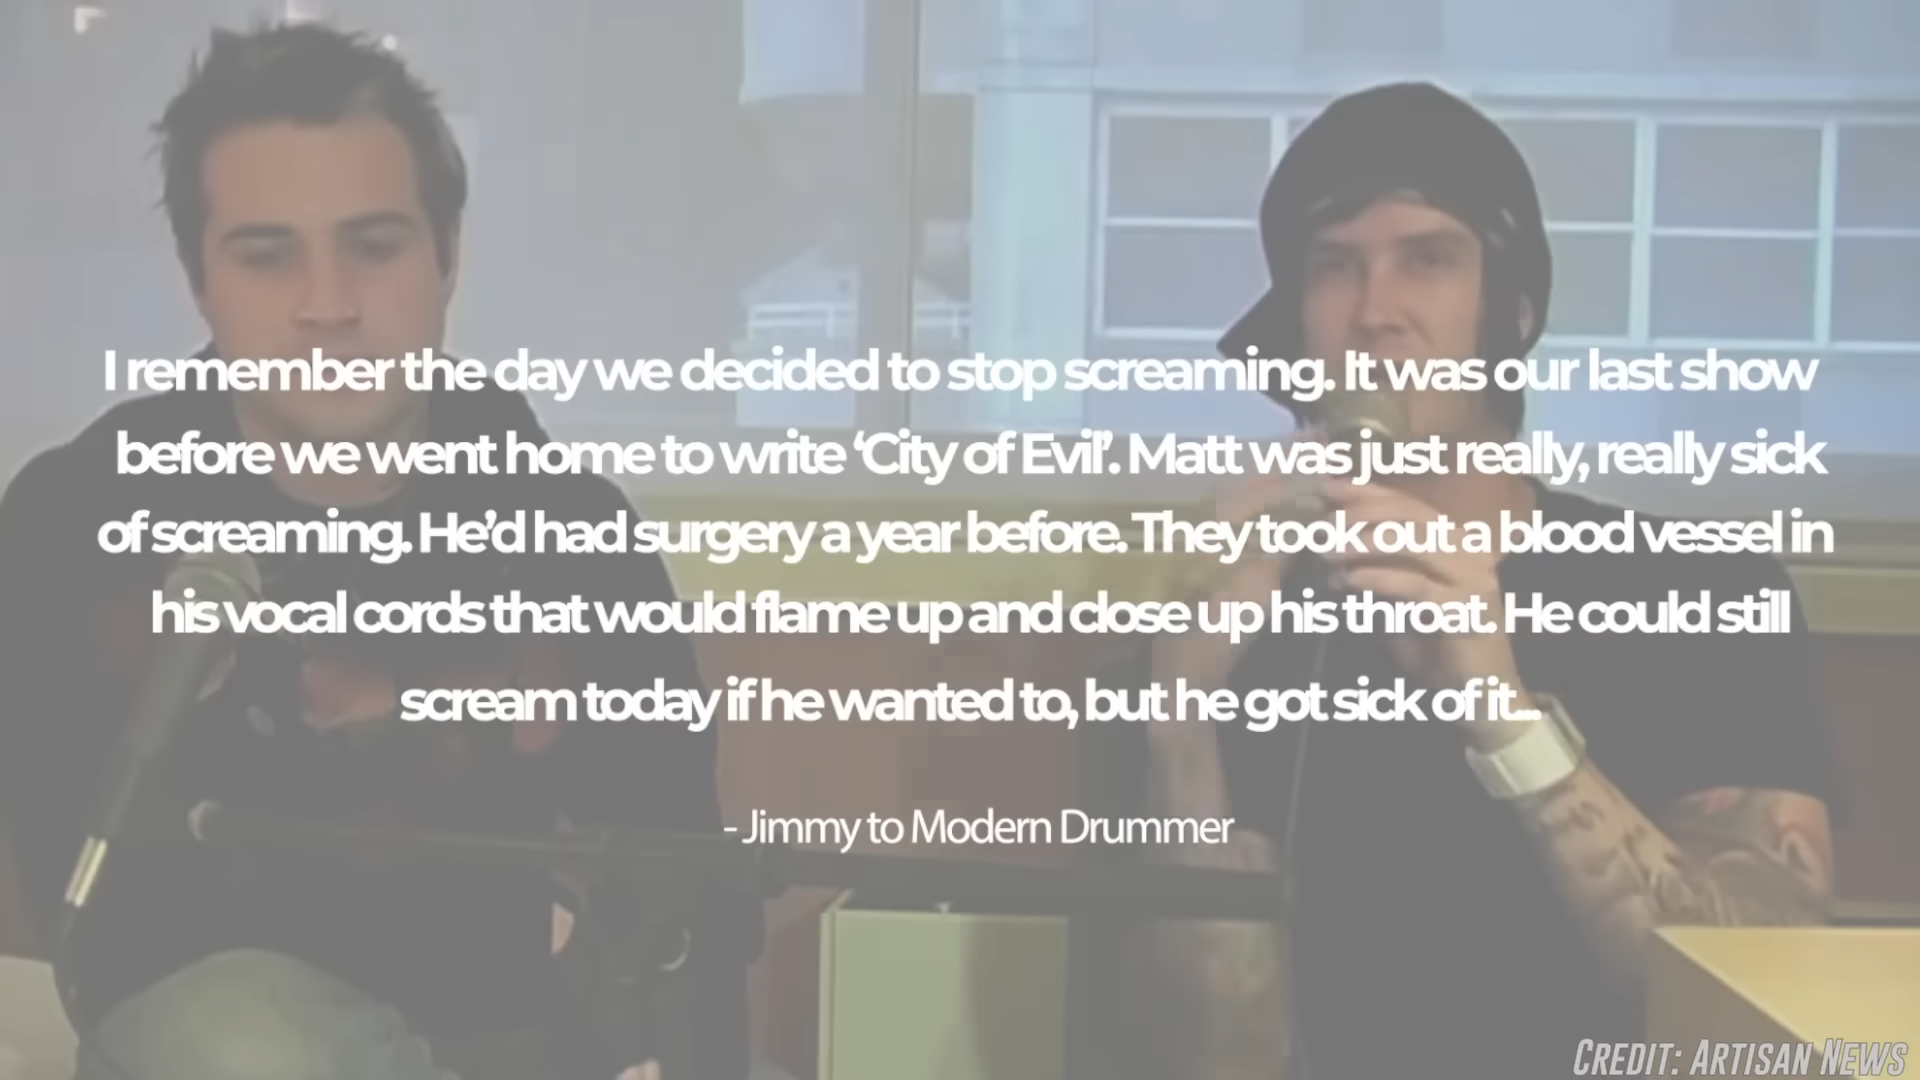 I remember the day we decided to stop screaming. It was our last show
before we went home to write ‘City of Evil’. Matt was just really, really sick
of screaming. He’d had surgery a year before. They took out a blood vessel in
his vocal cords that would flame up and close up his throat. He could still
scream today if he wanted to, but he got sick of it...
- Jimmy to Modern Drummer
CREDIT: ARTISAN NEWS